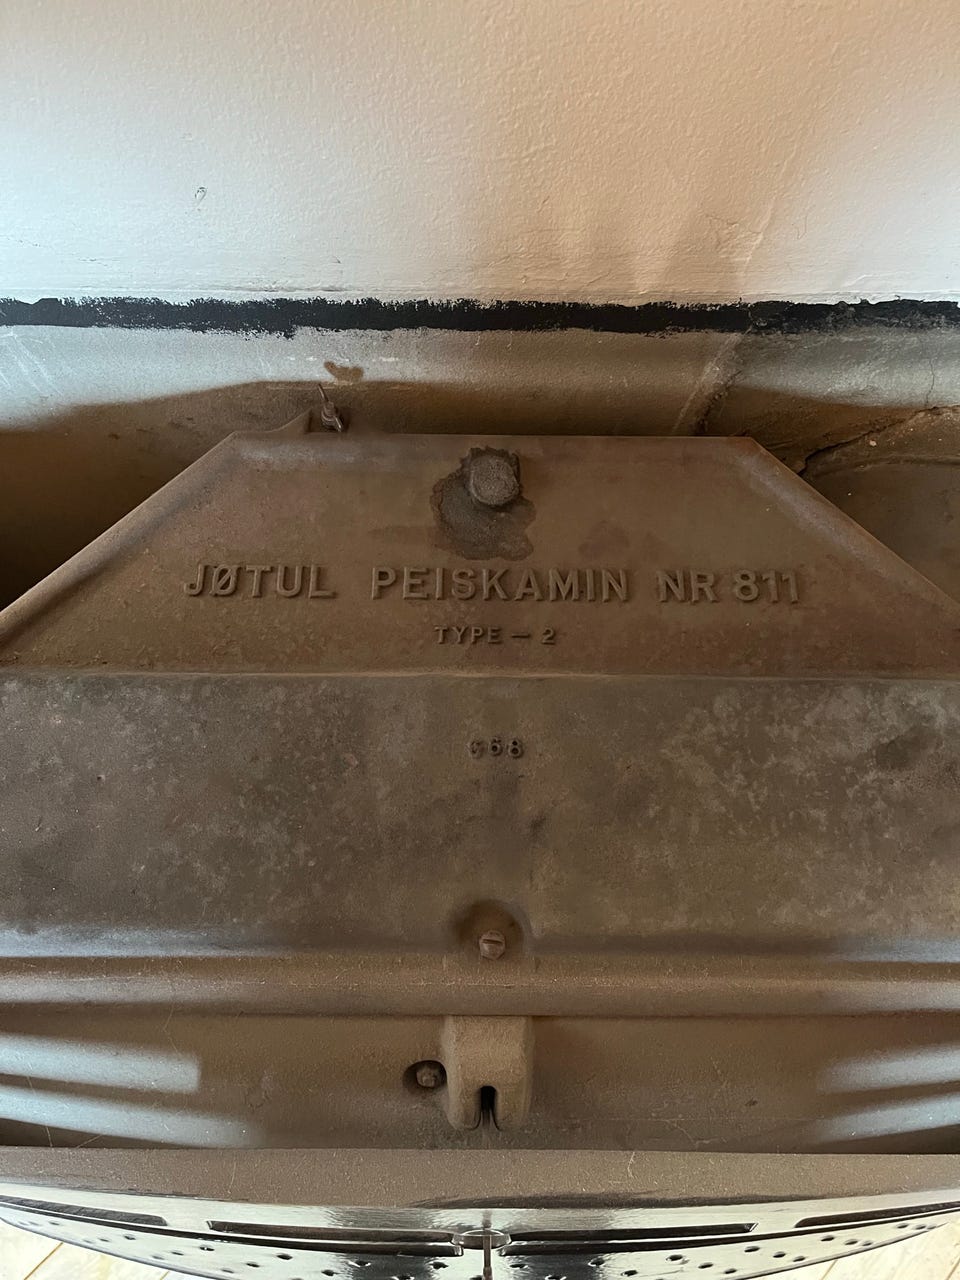 JØTUL PEISKAMIN NR 811
TYPE – 2